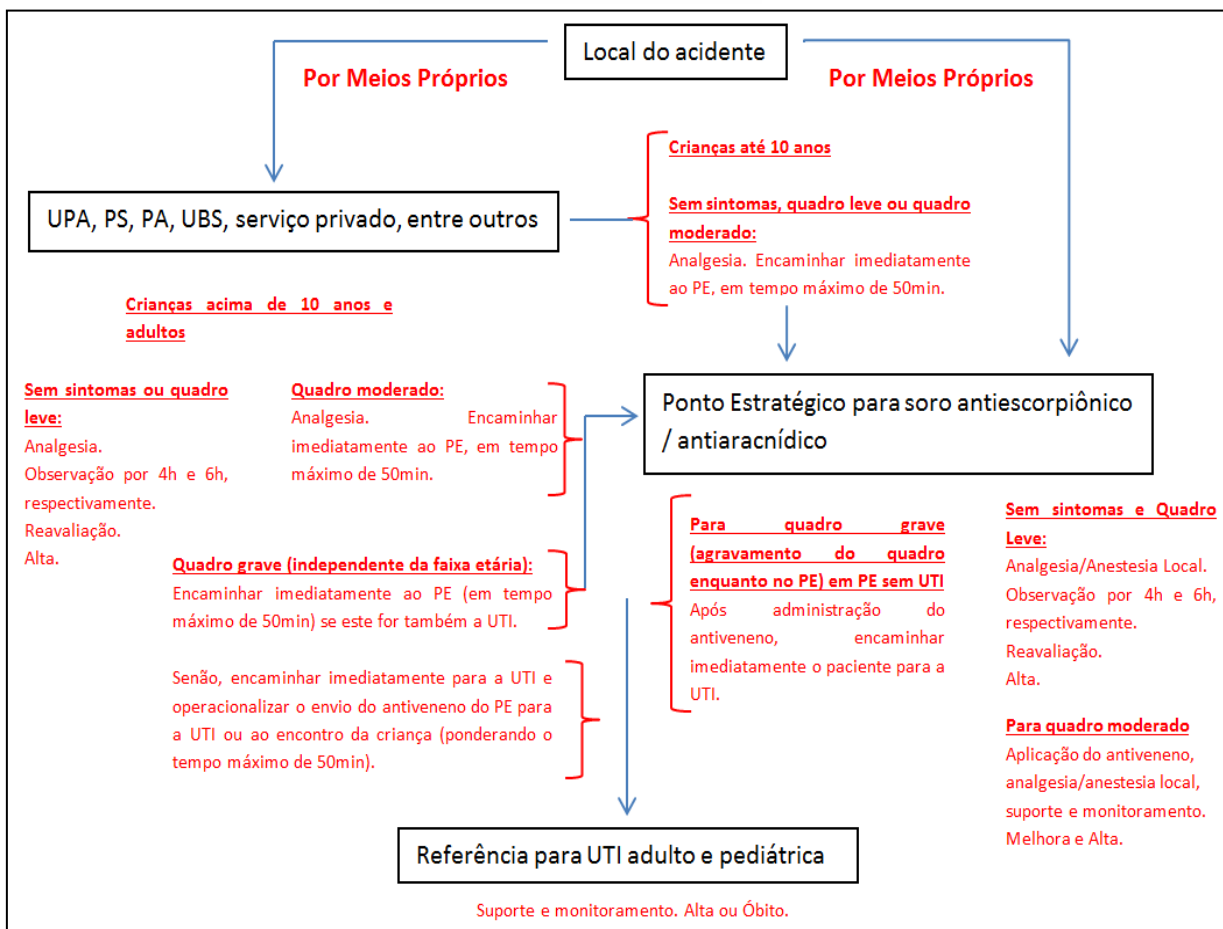 Local do acidente
Por Meios Próprios
Por Meios Próprios
UPA, PS, PA, UBS, serviço privado, entre outros
Crianças até 10 anos
Sem sintomas, quadro leve ou quadro
moderado:
Analgesia. Encaminhar imediatamente
ao PE, em tempo máximo de 50min.
Crianças acima de 10 anos e
adultos
Sem sintomas ou quadro
leve:
Analgesia.
Observação por 4h e 6h,
respectivamente.
Reavaliação.
Alta.
Quadro moderado:
Analgesia. Encaminhar
imediatamente ao PE, em tempo
máximo de 50min.
Ponto Estratégico para soro antiescorpiônico
/ antiaracnídico
Quadro grave (independente da faixa etária):
Encaminhar imediatamente ao PE (em tempo
máximo de 50min) se este for também a UTI.
Senão, encaminhar imediatamente para a UTI e
operacionalizar o envio do antiveneno do PE para
a UTI ou ao encontro da criança (ponderando o
tempo máximo de 50min).
Para quadro grave
(agravamento do quadro
enquanto no PE) em PE sem UTI
Após administração do
antiveneno, encaminhar
imediatamente o paciente para a
UTI.
Sem sintomas e Quadro
Leve:
Analgesia/Anestesia Local.
Observação por 4h e 6h,
respectivamente.
Reavaliação.
Alta.
Para quadro moderado
Aplicação do antiveneno,
analgesia/anestesia local,
suporte e monitoramento.
Melhora e Alta.
Referência para UTI adulto e pediátrica
Suporte e monitoramento. Alta ou Óbito.